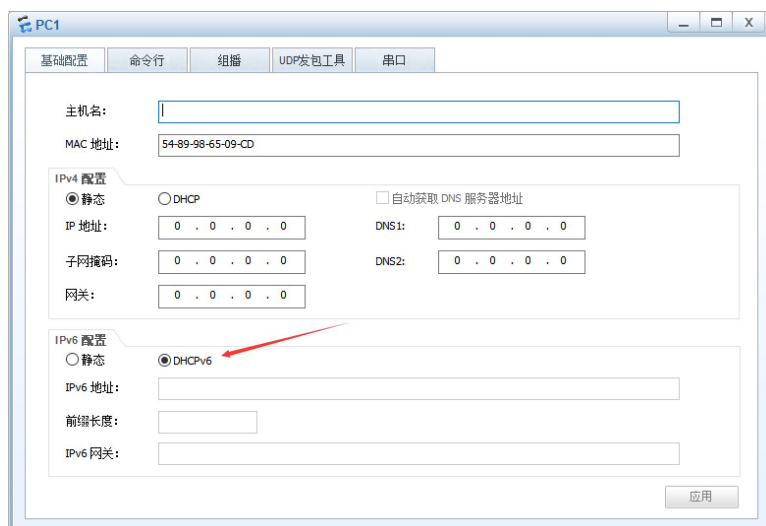 PC1
基础配置 命令行 组播 UDP发包工具 串口
主机名:
MAC 地址: 54-89-98-65-09-CD
IPv4 配置
静态 DHCP 自动获取 DNS 服务器地址
IP 地址: 0 . 0 . 0 . 0 DNS1: 0 . 0 . 0 . 0
子网掩码: 0 . 0 . 0 . 0 DNS2: 0 . 0 . 0 . 0
网关: 0 . 0 . 0 . 0
IPv6 配置
静态 DHCPv6
IPv6 地址:
前缀长度:
IPv6 网关:
应用